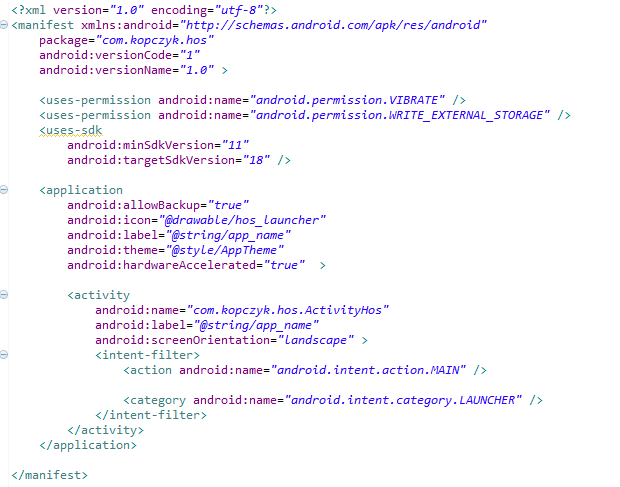 <?xml version="1.0" encoding="utf-8"?>
<manifest xmlns:android="http://schemas.android.com/apk/res/android"
    package="com.kopczyk.hos"
    android:versionCode="1"
    android:versionName="1.0" >

    <uses-permission android:name="android.permission.VIBRATE" />
    <uses-permission android:name="android.permission.WRITE_EXTERNAL_STORAGE" />
    <uses-sdk
        android:minSdkVersion="11"
        android:targetSdkVersion="18" />

    <application
        android:allowBackup="true"
        android:icon="@drawable/hos_launcher"
        android:label="@string/app_name"
        android:theme="@style/AppTheme"
        android:hardwareAccelerated="true"  >

        <activity
            android:name="com.kopczyk.hos.ActivityHos"
            android:label="@string/app_name"
            android:screenOrientation="landscape" >
            <intent-filter>
                <action android:name="android.intent.action.MAIN" />

                <category android:name="android.intent.category.LAUNCHER" />
            </intent-filter>
        </activity>
    </application>

</manifest>